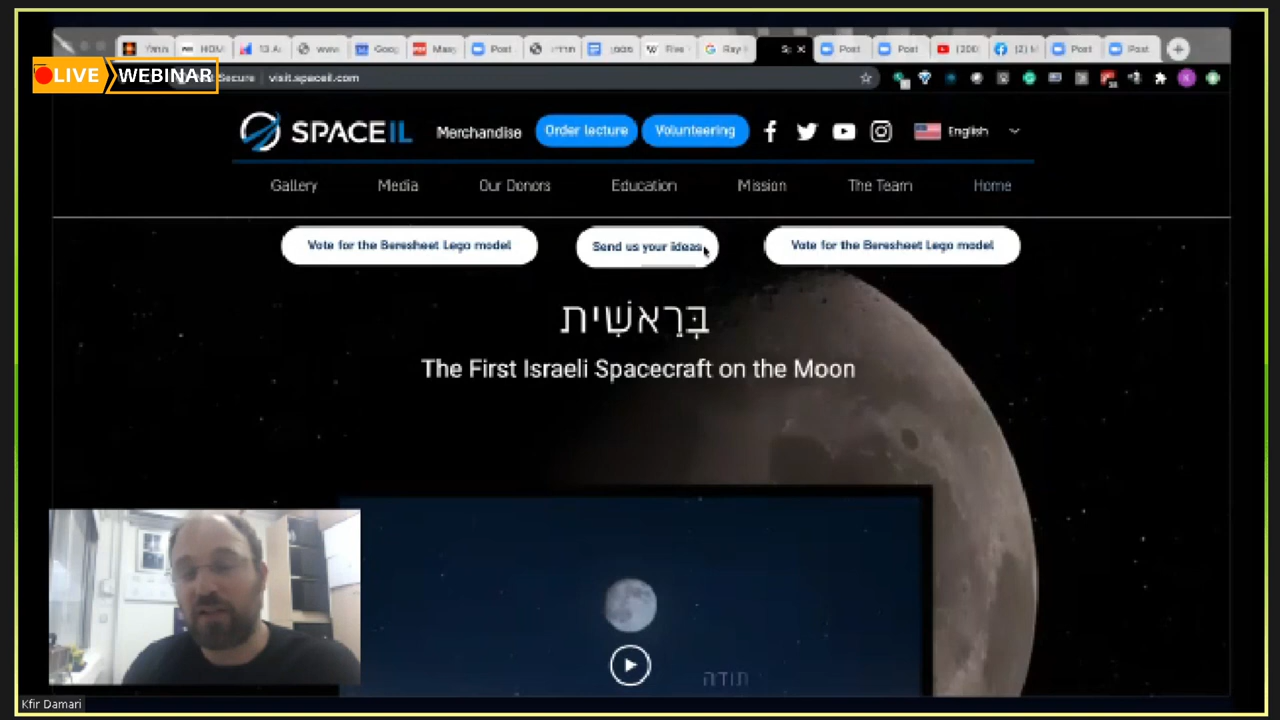 LIVE WEBINAR
Secure visit.spaceil.com
SPACEIL Merchandise Order lecture Volunteering English
Gallery Media Our Donors Education Mission The Team Home
Vote for the Beresheet Lego model Send us your ideas Vote for the Beresheet Lego model
בְּרֵאשִׁית
The First Israeli Spacecraft on the Moon
תודה
Kfir Damari